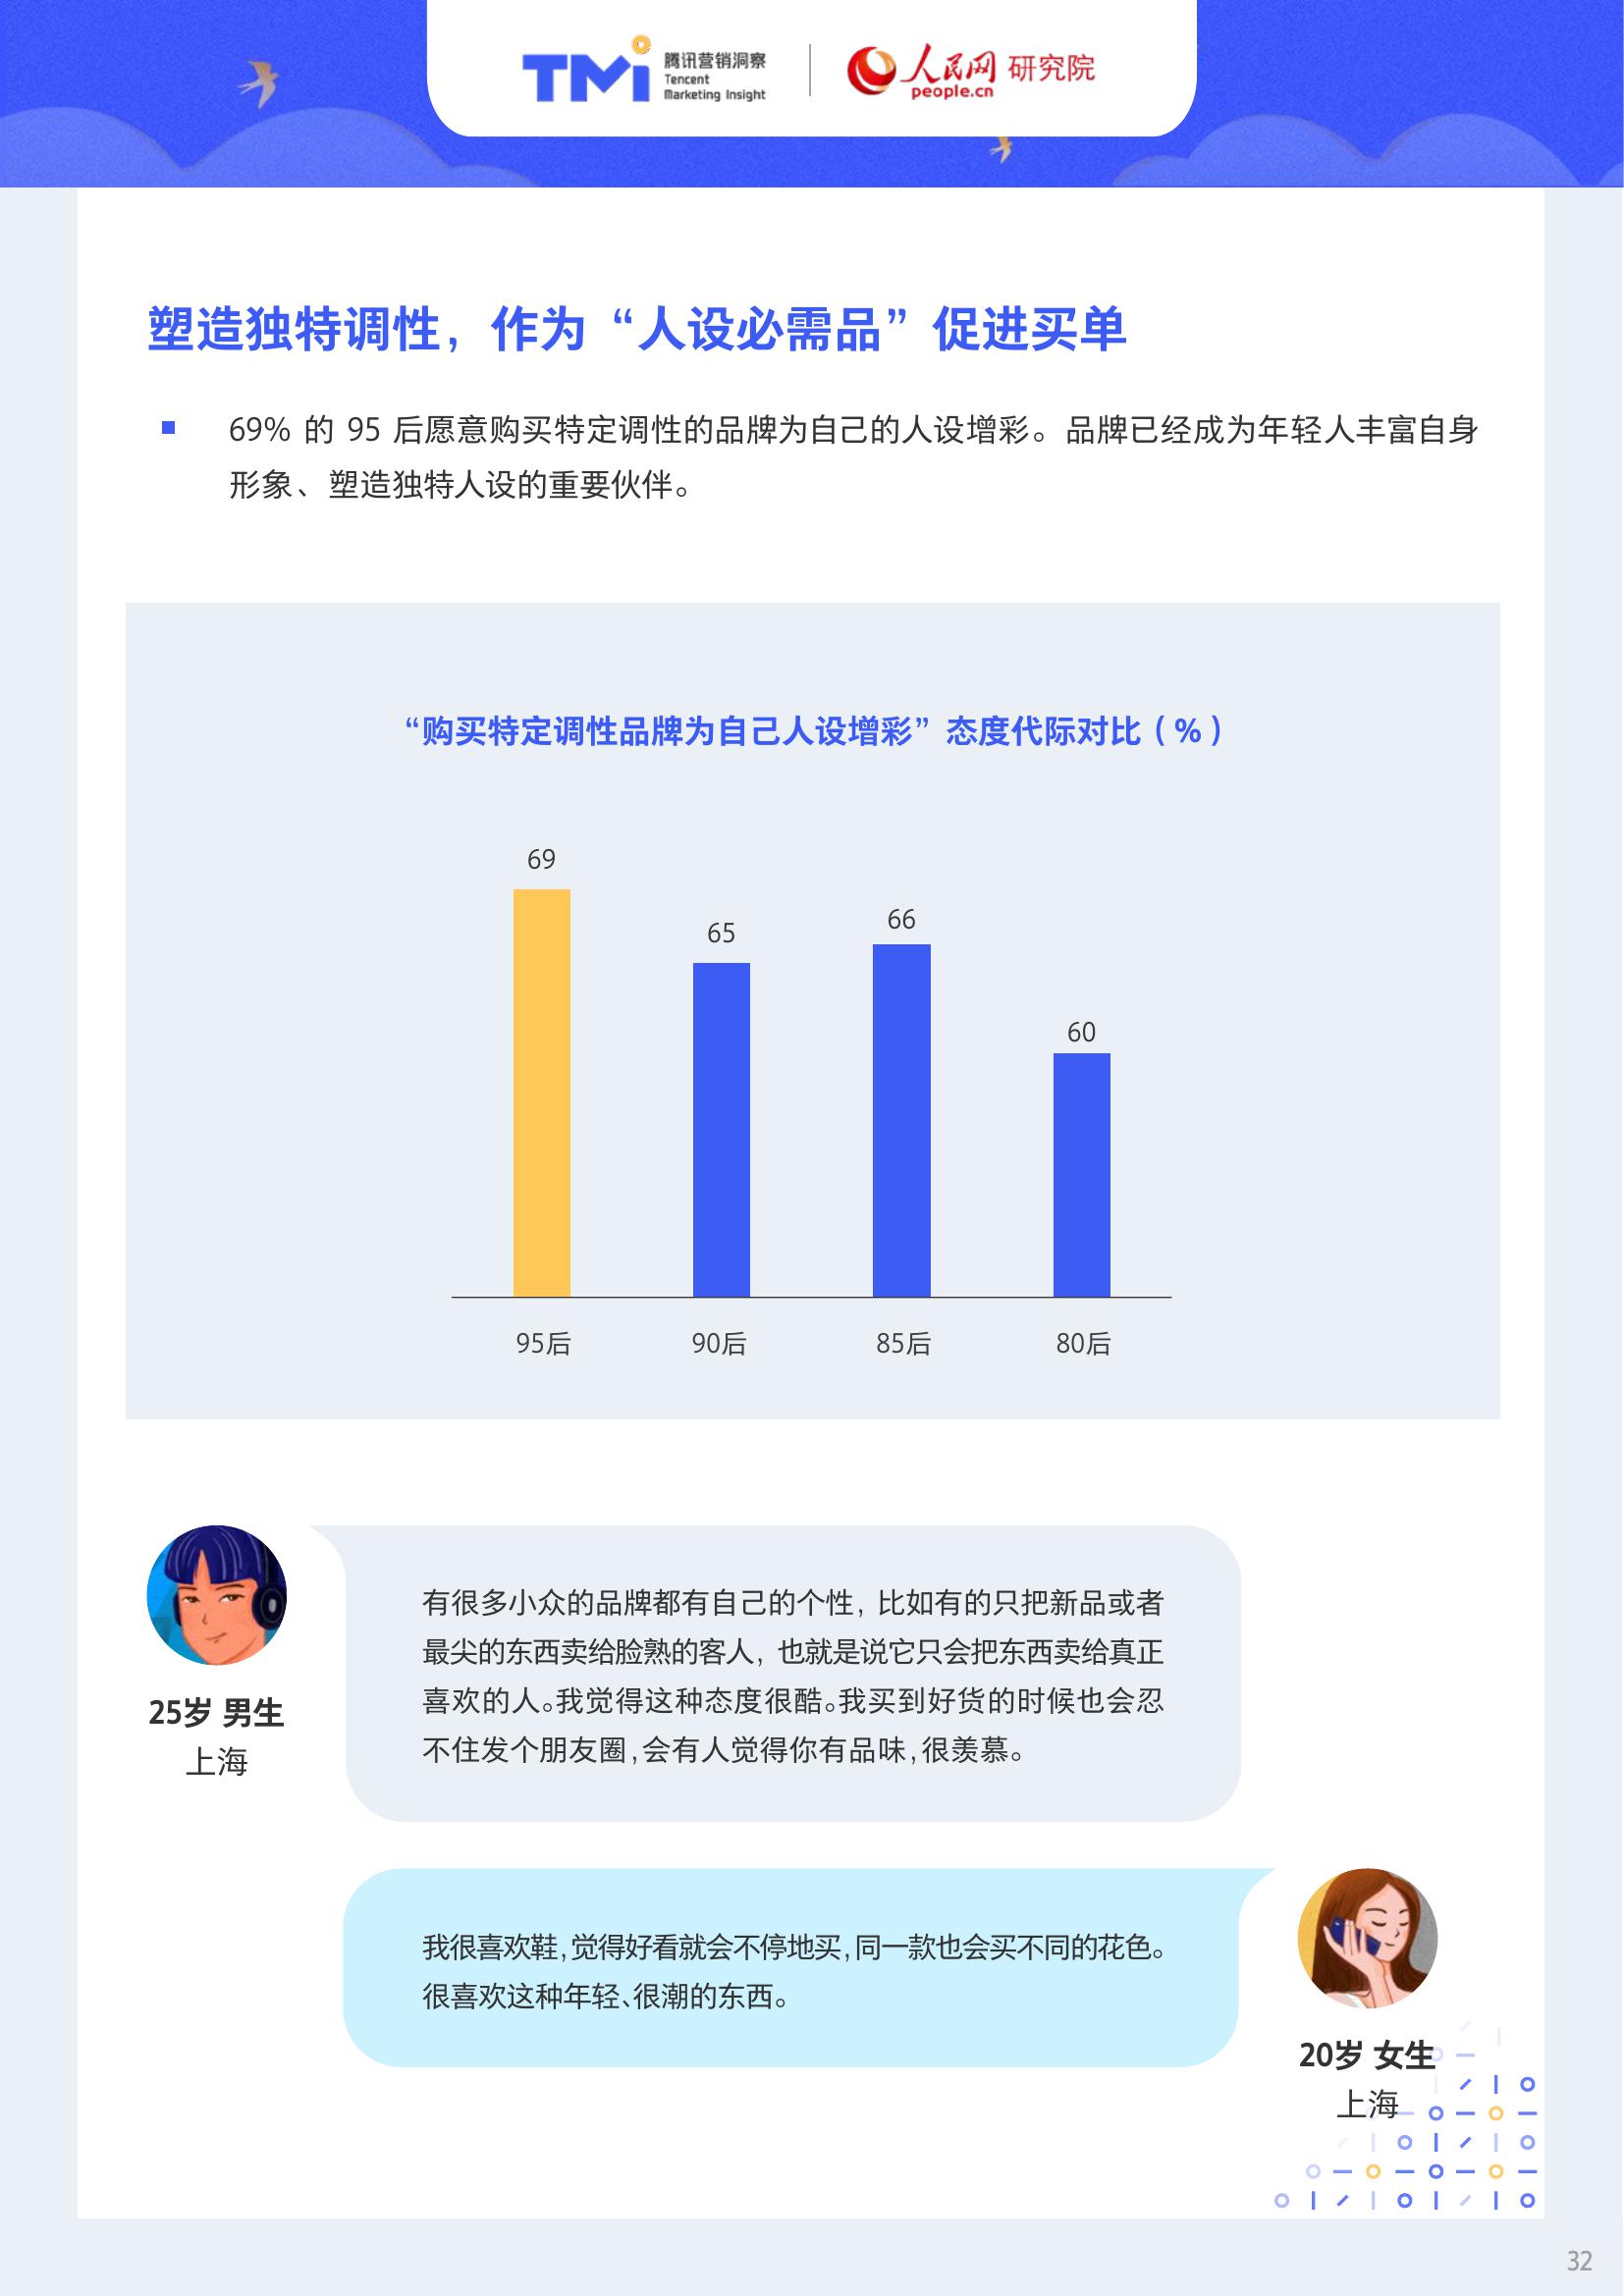 TMi 腾讯营销洞察
Tencent
Marketing Insight
人民网 研究院
people.cn
塑造独特调性，作为“人设必需品”促进买单
69% 的 95 后愿意购买特定调性的品牌为自己的人设增彩。品牌已经成为年轻人丰富自身
形象、塑造独特人设的重要伙伴。
“购买特定调性品牌为自己人设增彩”态度代际对比（%）
69
65
66
60
95后 90后 85后 80后
有很多小众的品牌都有自己的个性，比如有的只把新品或者
最尖的东西卖给脸熟的客人，也就是说它只会把东西卖给真正
喜欢的人。我觉得这种态度很酷。我买到好货的时候也会忍
不住发个朋友圈，会有人觉得你有品味，很羡慕。
25岁 男生
上海
我很喜欢鞋，觉得好看就会不停地买，同一款也会买不同的花色。
很喜欢这种年轻、很潮的东西。
20岁 女生
上海
32